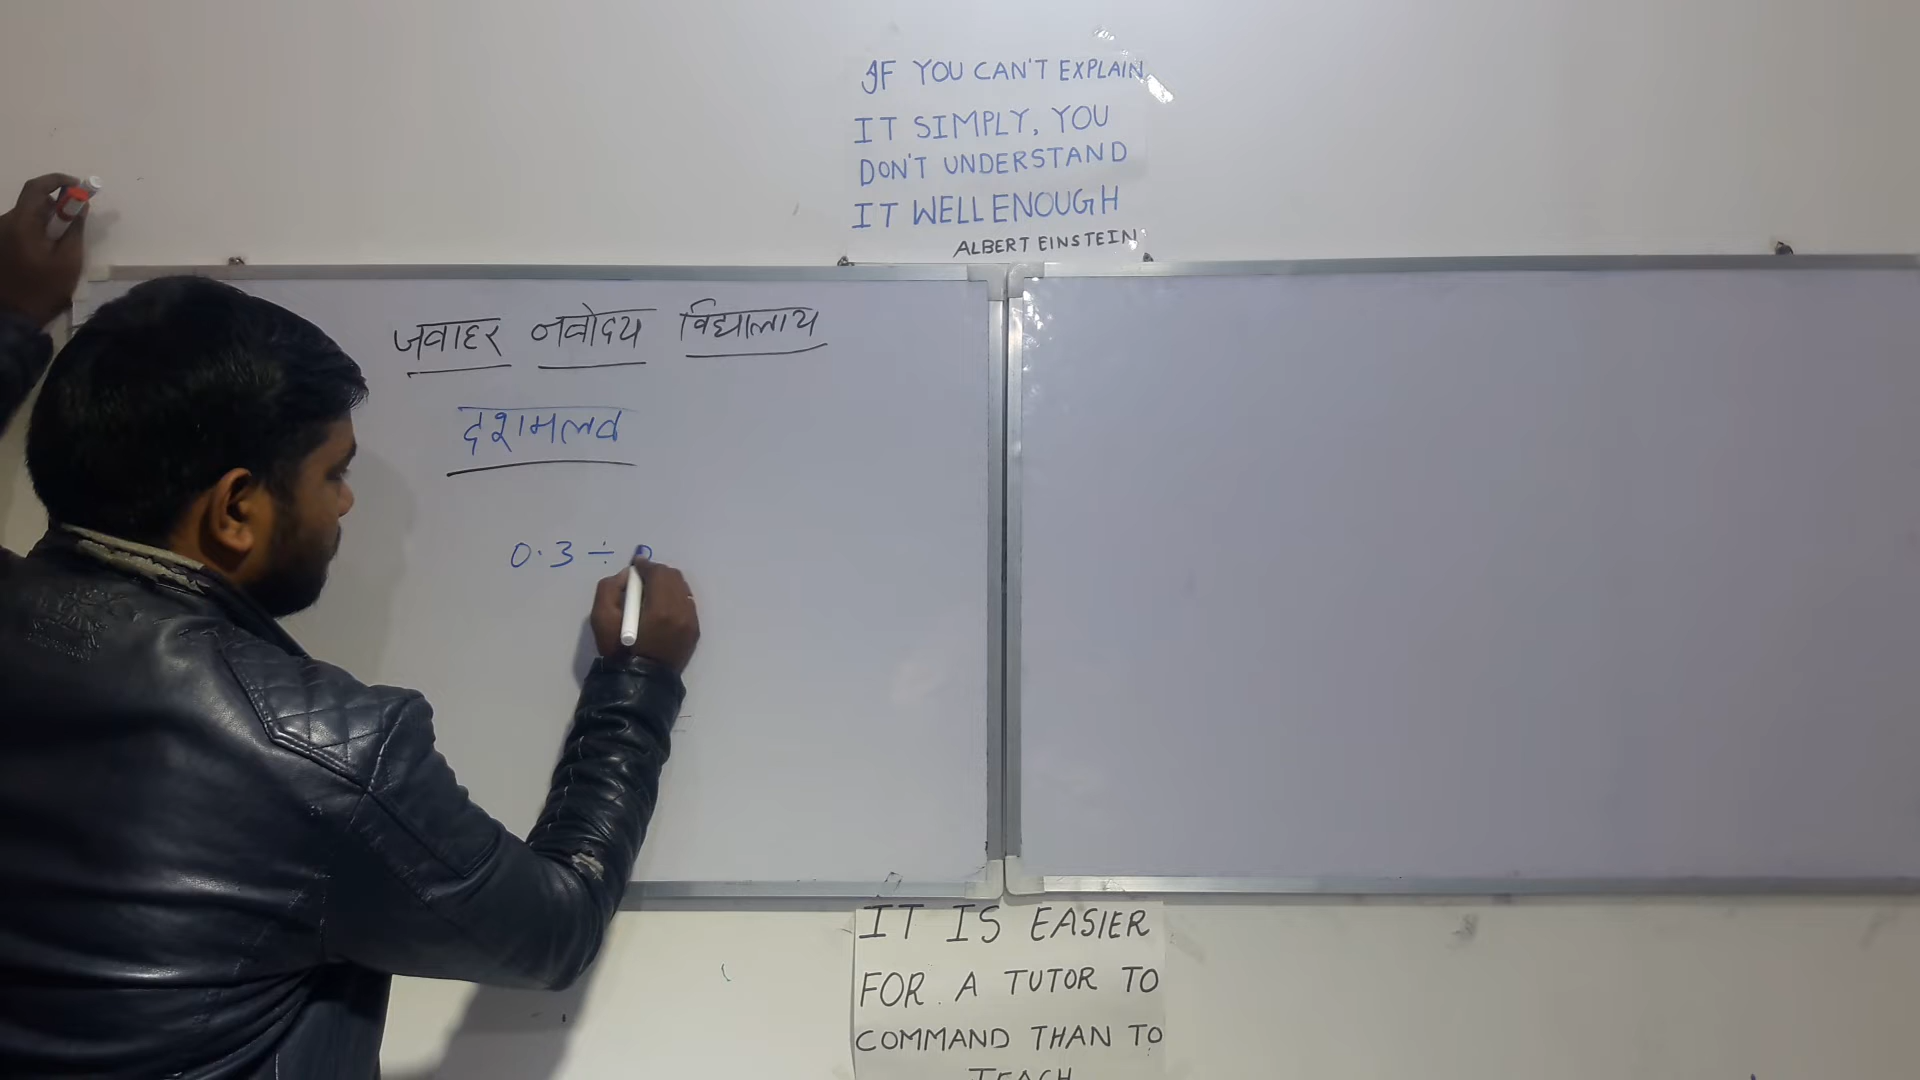 IF YOU CAN'T EXPLAIN
IT SIMPLY, YOU
DON'T UNDERSTAND
IT WELL ENOUGH
ALBERT EINSTEIN
जवाहर नवोदय विद्यालाय
दशमलव
0.3 ÷ 0
IT IS EASIER
FOR A TUTOR TO
COMMAND THAN TO
TEACH